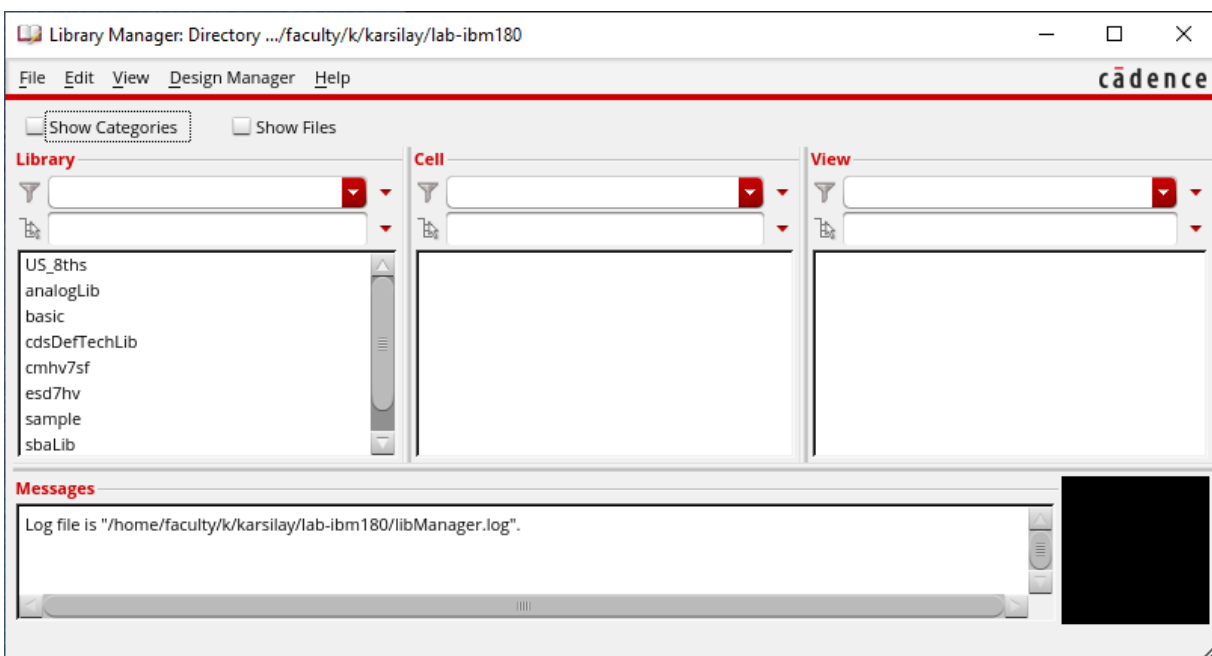 Library Manager: Directory .../faculty/k/karsilay/lab-ibm180
File Edit View Design Manager Help cādence
Show Categories Show Files
Library Cell View
US_8ths
analogLib
basic
cdsDefTechLib
cmhv7sf
esd7hv
sample
sbaLib
Messages
Log file is "/home/faculty/k/karsilay/lab-ibm180/libManager.log".